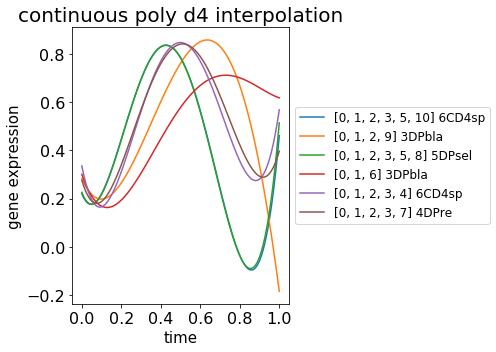 continuous poly d4 interpolation
gene expression
0.8
0.6
0.4
0.2
0.0
−0.2
0.0 0.2 0.4 0.6 0.8 1.0
time
[0, 1, 2, 3, 5, 10] 6CD4sp
[0, 1, 2, 9] 3DPbla
[0, 1, 2, 3, 5, 8] 5DPsel
[0, 1, 6] 3DPbla
[0, 1, 2, 3, 4] 6CD4sp
[0, 1, 2, 3, 7] 4DPre